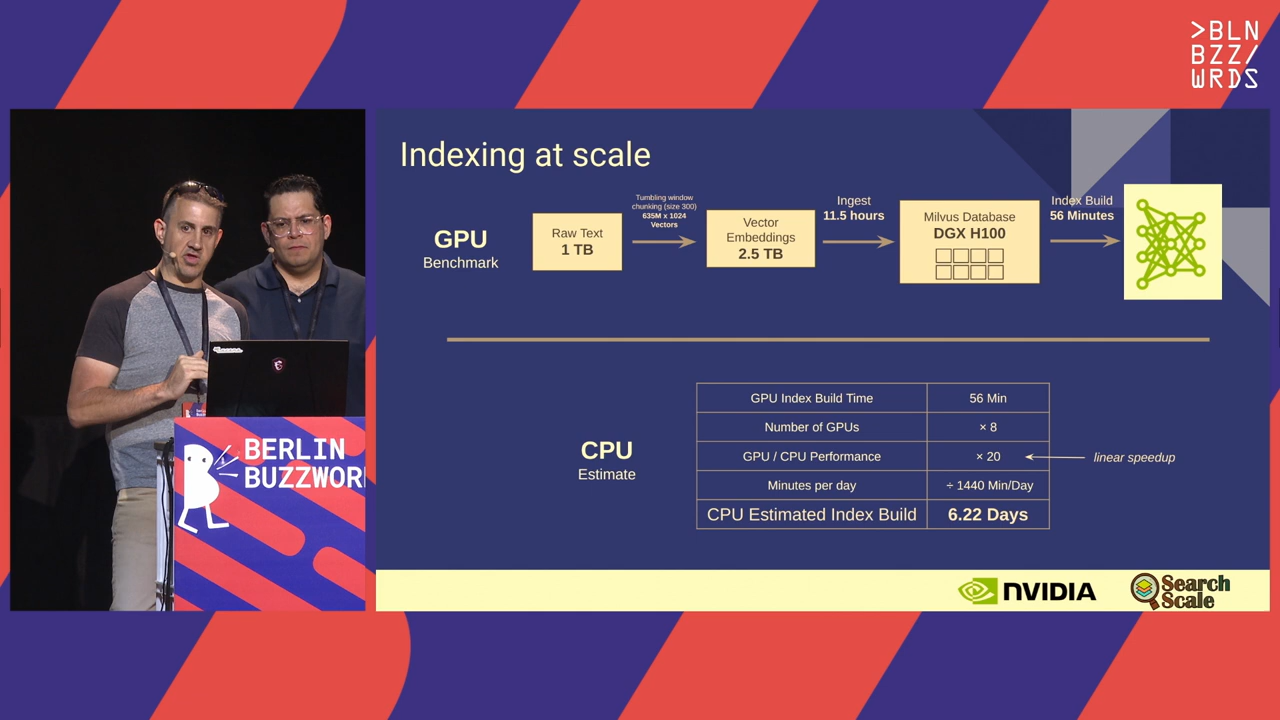 >BLN
BZZ/
WRDS
Indexing at scale
GPU
Benchmark
Raw Text
1 TB
Tumbling window
chunking (size 300)
635M x 1024
Vectors
Vector
Embeddings
2.5 TB
Ingest
11.5 hours
Milvus Database
DGX H100
Index Build
56 Minutes
CPU
Estimate
GPU Index Build Time 56 Min
Number of GPUs × 8
GPU / CPU Performance × 20
linear speedup
Minutes per day ÷ 1440 Min/Day
CPU Estimated Index Build 6.22 Days
BERLIN
BUZZWOR
NVIDIA
Search
Scale